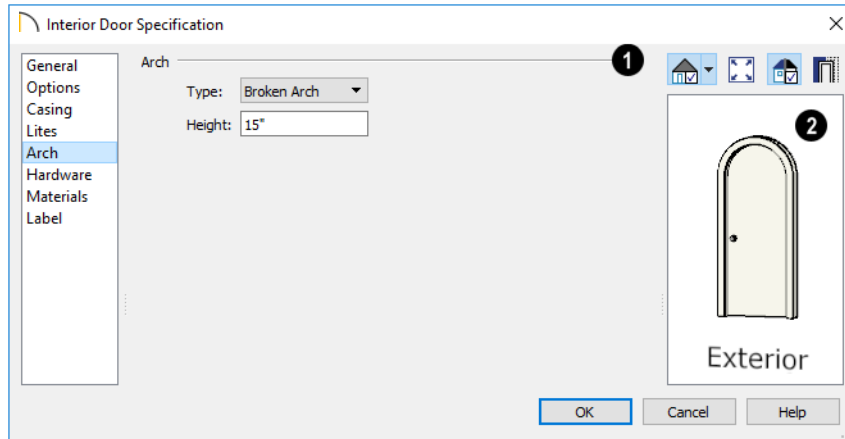 Interior Door Specification
General
Options
Casing
Lites
Arch
Hardware
Materials
Label
Arch
1
Type: Broken Arch
Height: 15"
2
Exterior
OK Cancel Help